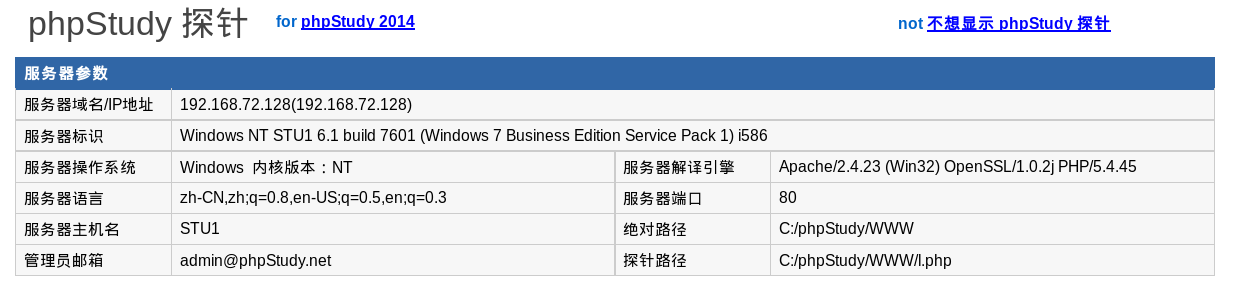 phpStudy 探针 for phpStudy 2014 not 不想显示 phpStudy 探针
服务器参数
服务器域名/IP地址 192.168.72.128(192.168.72.128)
服务器标识 Windows NT STU1 6.1 build 7601 (Windows 7 Business Edition Service Pack 1) i586
服务器操作系统 Windows 内核版本：NT 服务器解译引擎 Apache/2.4.23 (Win32) OpenSSL/1.0.2j PHP/5.4.45
服务器语言 zh-CN,zh;q=0.8,en-US;q=0.5,en;q=0.3 服务器端口 80
服务器主机名 STU1 绝对路径 C:/phpStudy/WWW
管理员邮箱 admin@phpStudy.net 探针路径 C:/phpStudy/WWW/l.php